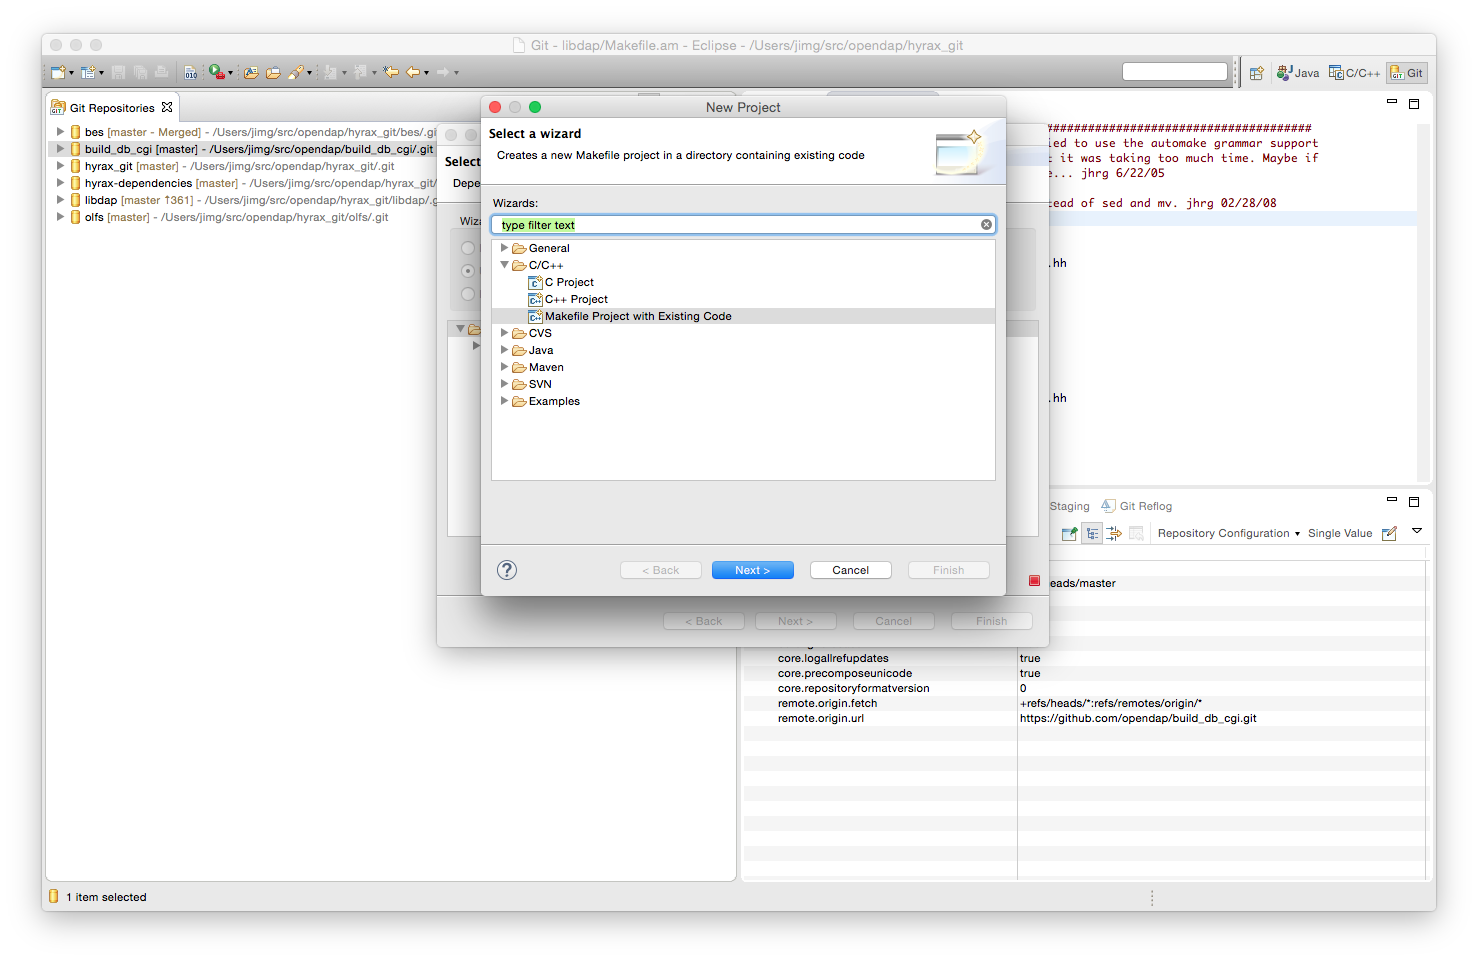 Git - libdap/Makefile.am - Eclipse - /Users/jimg/src/opendap/hyrax_git
010
Java
C/C++
Git
Git Repositories
bes [master - Merged] - /Users/jimg/src/opendap/hyrax_git/bes/.gi
build_db_cgi [master] - /Users/jimg/src/opendap/build_db_cgi/.git
hyrax_git [master] - /Users/jimg/src/opendap/hyrax_git/.git
hyrax-dependencies [master] - /Users/jimg/src/opendap/hyrax_git/
libdap [master ↑361] - /Users/jimg/src/opendap/hyrax_git/libdap/.g
olfs [master] - /Users/jimg/src/opendap/hyrax_git/olfs/.git
Select
Depe
Wiza
< Back
Next >
Cancel
Finish
New Project
Select a wizard
Creates a new Makefile project in a directory containing existing code
Wizards:
type filter text
General
C/C++
C Project
C++ Project
Makefile Project with Existing Code
CVS
Java
Maven
SVN
Examples
?
< Back
Next >
Cancel
Finish
######################################
ied to use the automake grammar support
t it was taking too much time. Maybe if
e... jhrg 6/22/05
tead of sed and mv. jhrg 02/28/08
.hh
.hh
Staging
Git Reflog
Repository Configuration
Single Value
eads/master
core.logallrefupdates true
core.precomposeunicode true
core.repositoryformatversion 0
remote.origin.fetch +refs/heads/*:refs/remotes/origin/*
remote.origin.url https://github.com/opendap/build_db_cgi.git
1 item selected